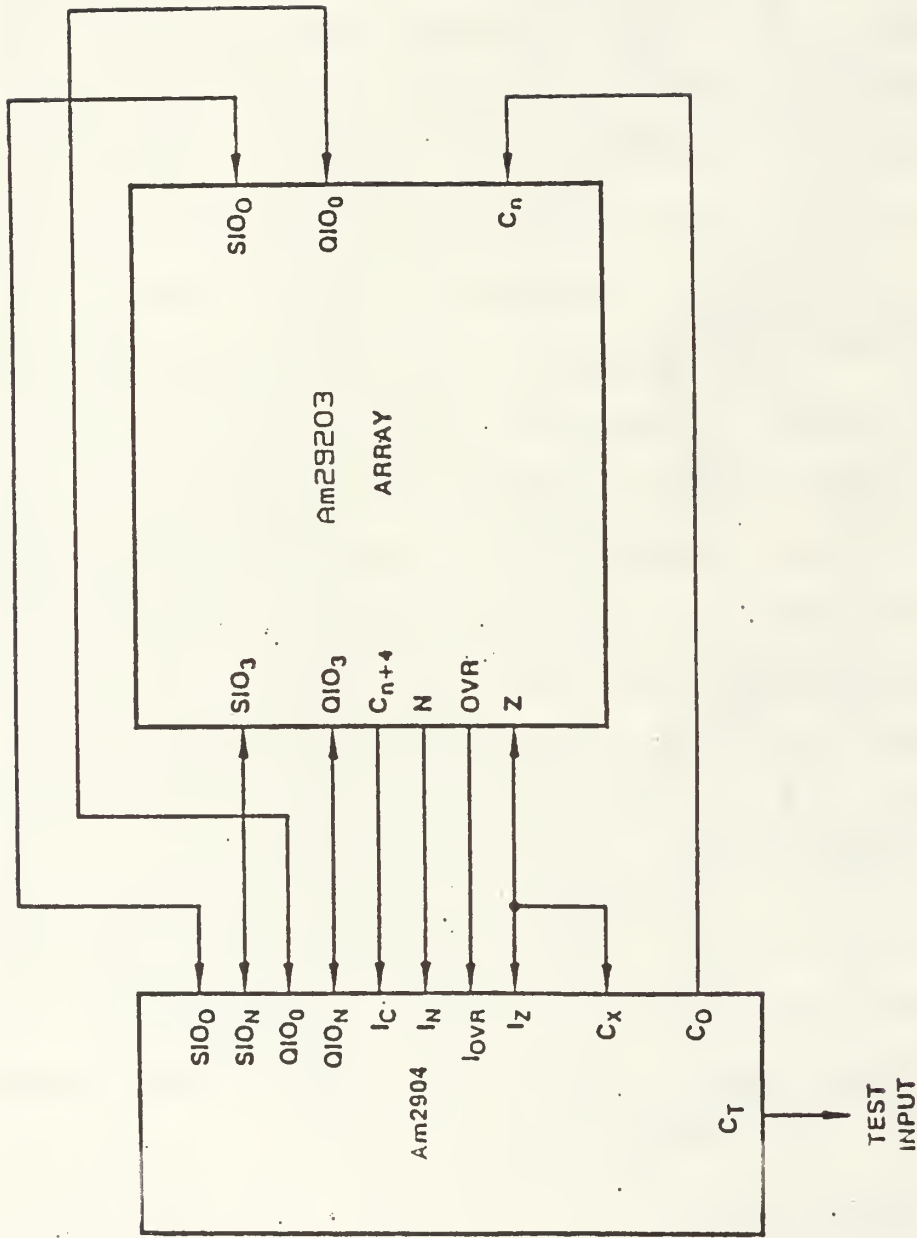 Am2904
SIO0
SION
QIO0
QION
IC
IN
IOVR
IZ
CX
CO
CT
TEST
INPUT
SIO3
QIO3
Cn+4
N
OVR
Z
Am29203
ARRAY
SIO0
QIO0
Cn